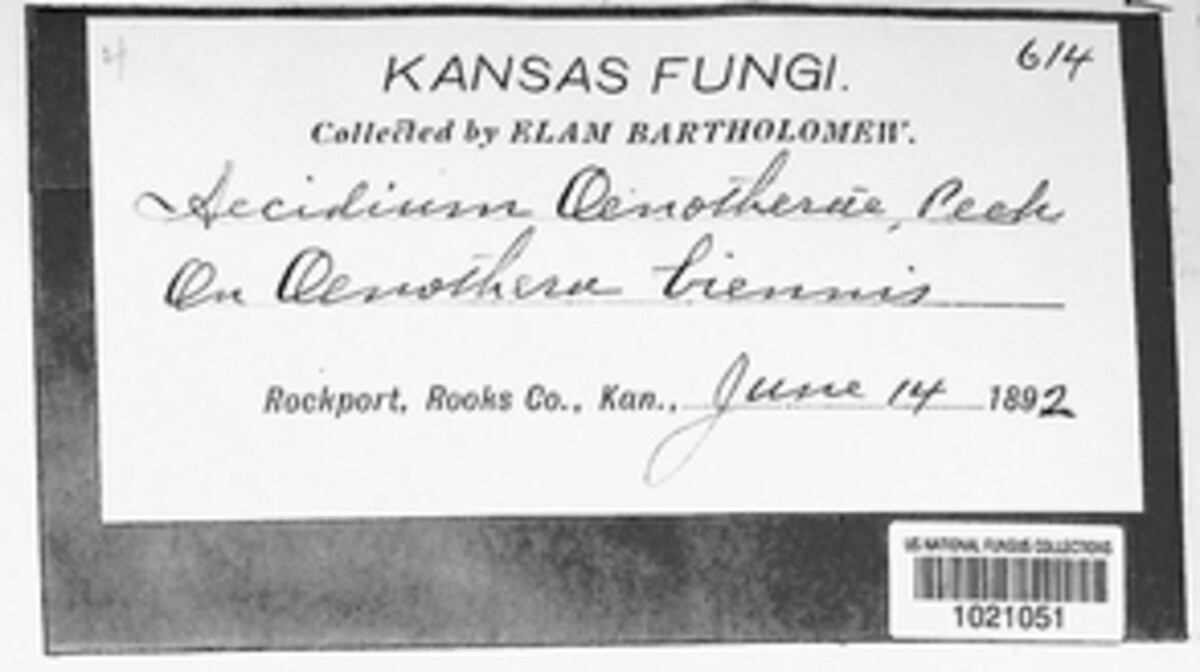 4
614
KANSAS FUNGI.
Collected by ELAM BARTHOLOMEW.
Aecidium Oenotherae, Peck
On Oenothera biennis
Rockport, Rooks Co., Kan., June 14 1892
US NATIONAL FUNGUS COLLECTIONS
1021051